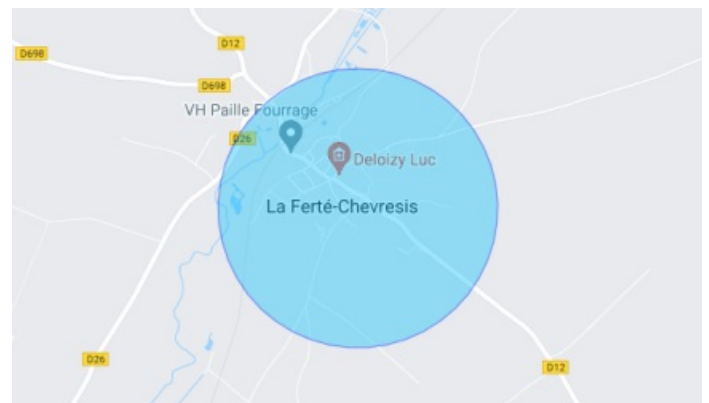 D12
D698
D698
VH Paille Fourrage
D26
Deloizy Luc
La Ferté-Chevresis
D26
D12